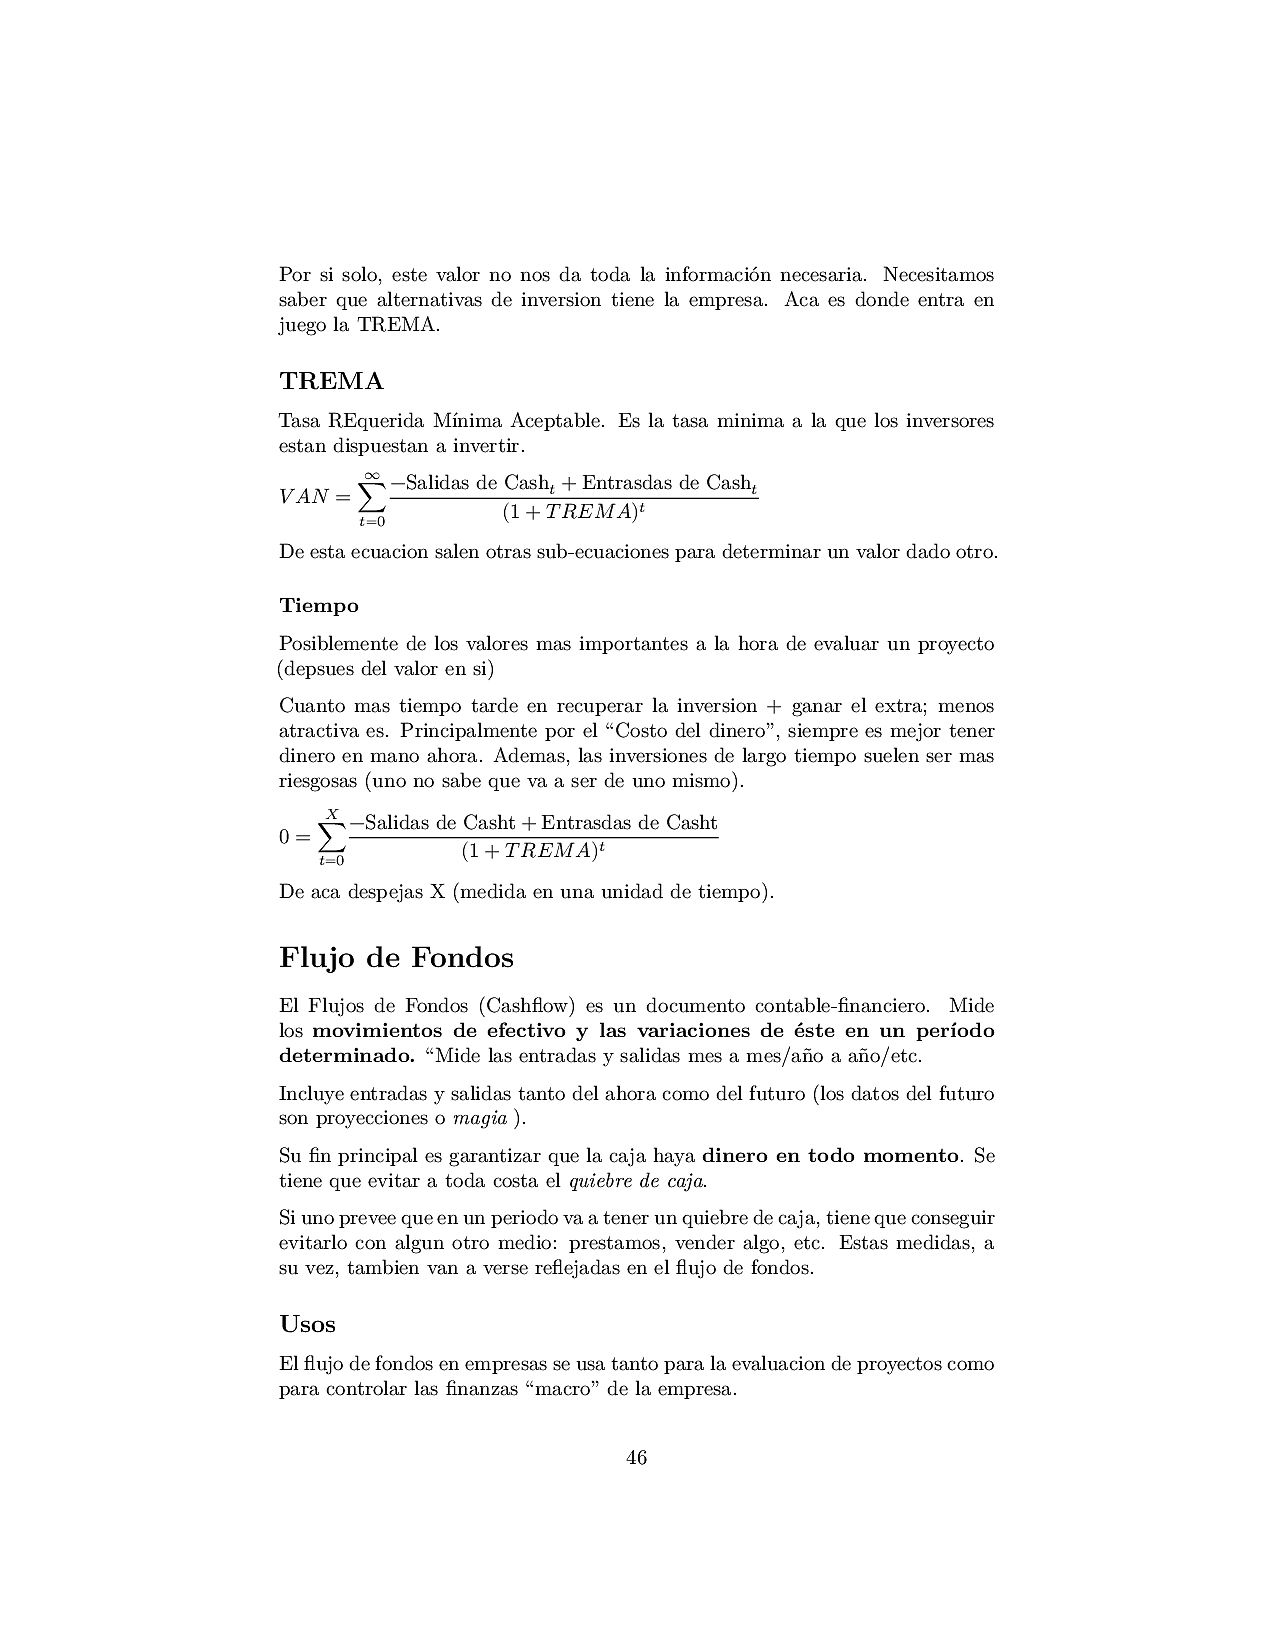 Por si solo, este valor no nos da toda la información necesaria. Necesitamos
saber que alternativas de inversion tiene la empresa. Aca es donde entra en
juego la TREMA.
TREMA
Tasa REquerida Mínima Aceptable. Es la tasa minima a la que los inversores
estan dispuestan a invertir.
VAN = \sum_{t=0}^{\infty} \frac{-Salidas de Cash_t + Entrasdas de Cash_t}{(1 + TREMA)^t}
De esta ecuacion salen otras sub-ecuaciones para determinar un valor dado otro.
Tiempo
Posiblemente de los valores mas importantes a la hora de evaluar un proyecto
(depsues del valor en si)
Cuanto mas tiempo tarde en recuperar la inversion + ganar el extra; menos
atractiva es. Principalmente por el “Costo del dinero”, siempre es mejor tener
dinero en mano ahora. Ademas, las inversiones de largo tiempo suelen ser mas
riesgosas (uno no sabe que va a ser de uno mismo).
0 = \sum_{t=0}^{X} \frac{-Salidas de Casht + Entrasdas de Casht}{(1 + TREMA)^t}
De aca despejas X (medida en una unidad de tiempo).
Flujo de Fondos
El Flujos de Fondos (Cashflow) es un documento contable-financiero. Mide
los movimientos de efectivo y las variaciones de éste en un período
determinado. “Mide las entradas y salidas mes a mes/año a año/etc.
Incluye entradas y salidas tanto del ahora como del futuro (los datos del futuro
son proyecciones o magia ).
Su fin principal es garantizar que la caja haya dinero en todo momento. Se
tiene que evitar a toda costa el quiebre de caja.
Si uno prevee que en un periodo va a tener un quiebre de caja, tiene que conseguir
evitarlo con algun otro medio: prestamos, vender algo, etc. Estas medidas, a
su vez, tambien van a verse reflejadas en el flujo de fondos.
Usos
El flujo de fondos en empresas se usa tanto para la evaluacion de proyectos como
para controlar las finanzas “macro” de la empresa.
46